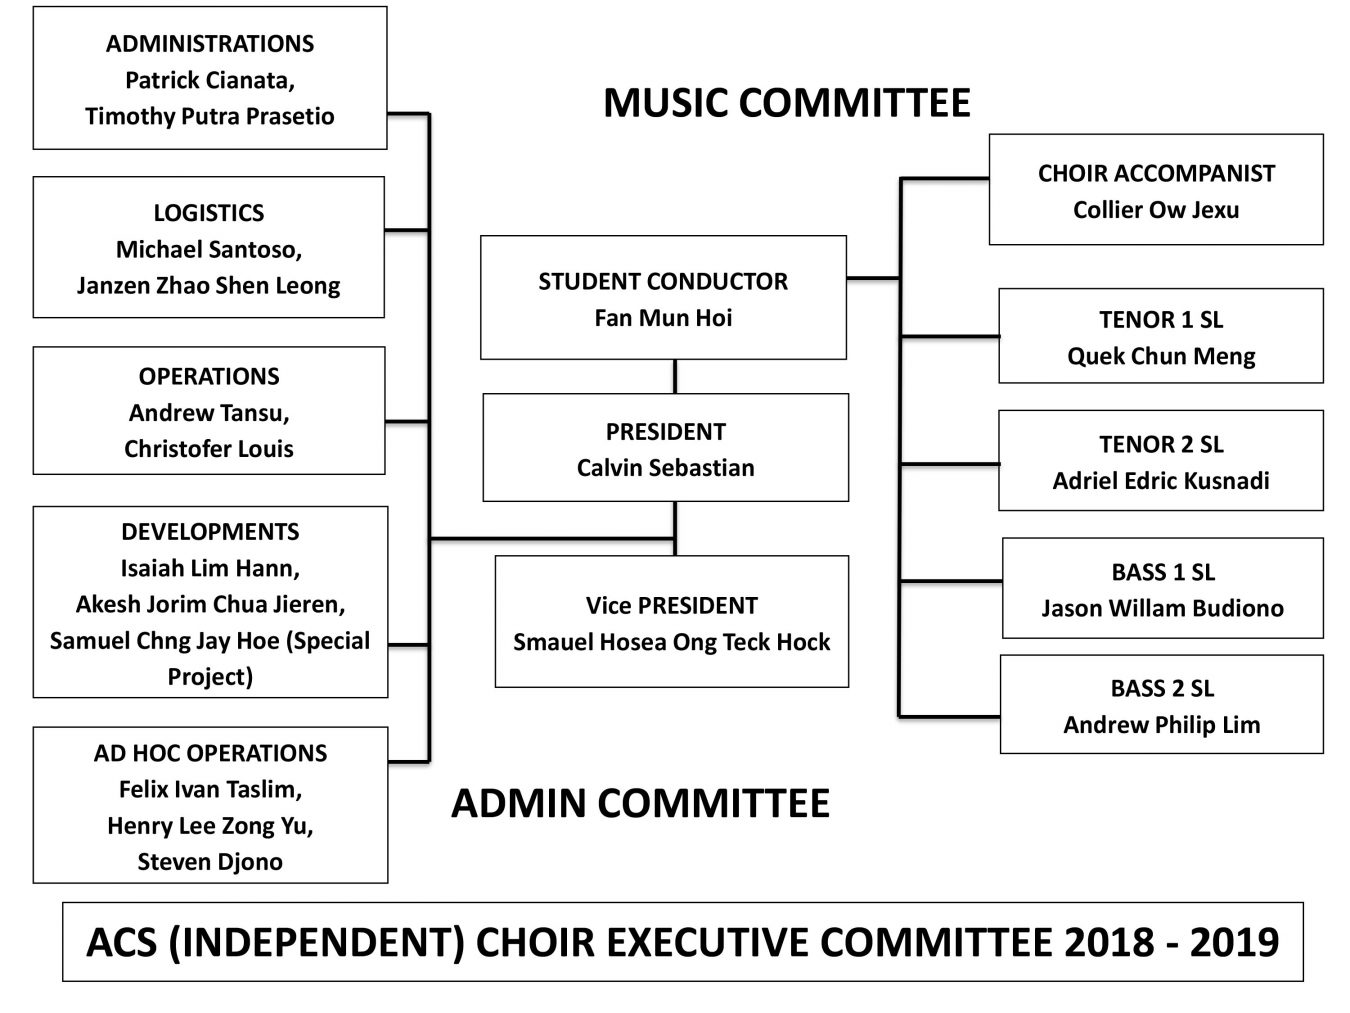 ADMINISTRATIONS
Patrick Cianata,
Timothy Putra Prasetio
LOGISTICS
Michael Santoso,
Janzen Zhao Shen Leong
OPERATIONS
Andrew Tansu,
Christofer Louis
DEVELOPMENTS
Isaiah Lim Hann,
Akesh Jorim Chua Jieren,
Samuel Chng Jay Hoe (Special
Project)
AD HOC OPERATIONS
Felix Ivan Taslim,
Henry Lee Zong Yu,
Steven Djono
MUSIC COMMITTEE
STUDENT CONDUCTOR
Fan Mun Hoi
PRESIDENT
Calvin Sebastian
Vice PRESIDENT
Smauel Hosea Ong Teck Hock
ADMIN COMMITTEE
CHOIR ACCOMPANIST
Collier Ow Jexu
TENOR 1 SL
Quek Chun Meng
TENOR 2 SL
Adriel Edric Kusnadi
BASS 1 SL
Jason Willam Budiono
BASS 2 SL
Andrew Philip Lim
ACS (INDEPENDENT) CHOIR EXECUTIVE COMMITTEE 2018 - 2019